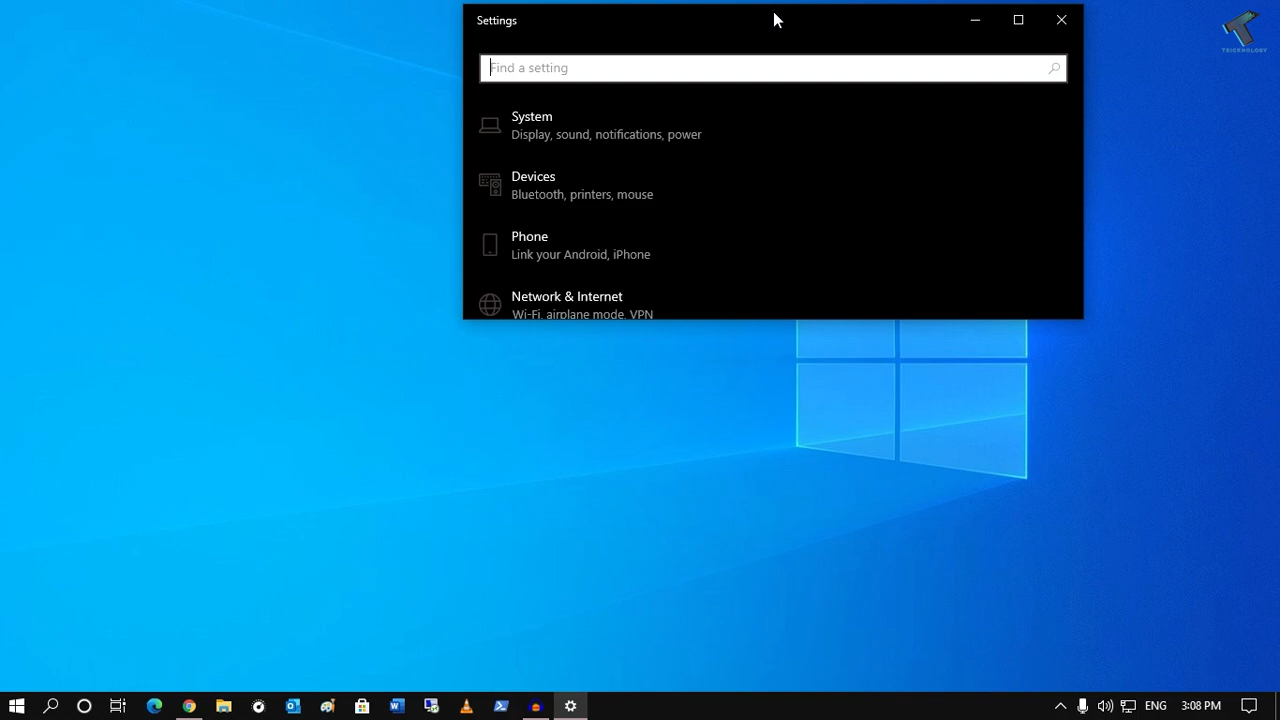 Settings
Find a setting
System
Display, sound, notifications, power
Devices
Bluetooth, printers, mouse
Phone
Link your Android, iPhone
Network & Internet
Wi-Fi, airplane mode, VPN
TRICKNOLOGY
ENG
3:08 PM